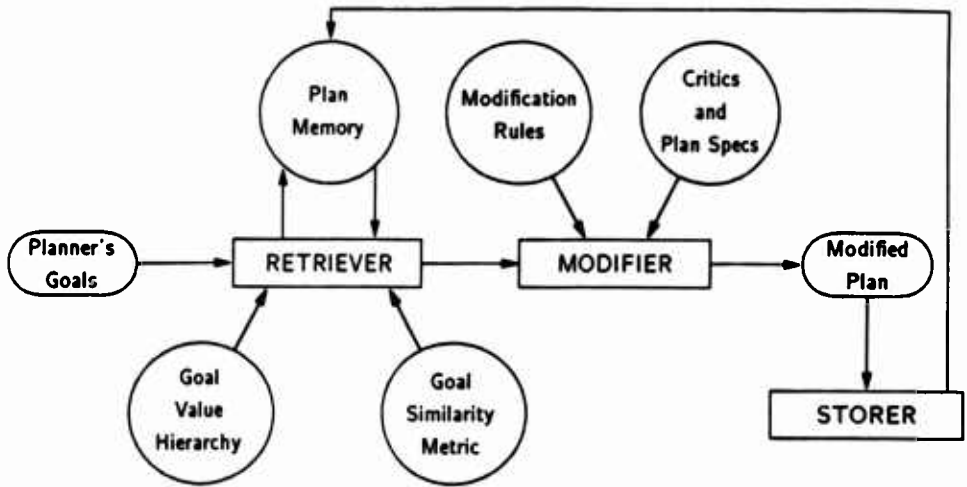 Plan
Memory
Modification
Rules
Critics
and
Plan Specs
Planner's
Goals
RETRIEVER
MODIFIER
Modified
Plan
Goal
Value
Hierarchy
Goal
Similarity
Metric
STORER